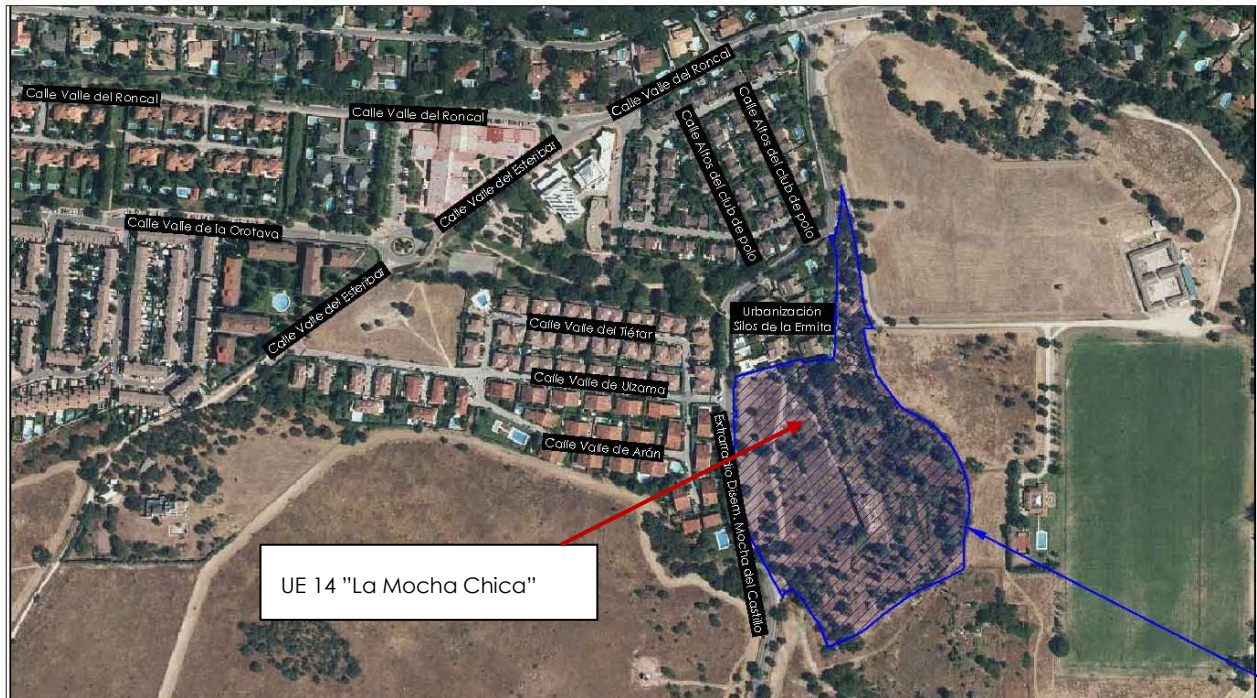 Calle Valle del Roncal
Calle Valle del Roncal
Calle Valle del Roncal
Calle Altos del club de polo
Calle Altos del club de polo
Calle Valle del Esteribar
Calle Valle de la Orotava
Calle Valle del Esteribar
Urbanización
Silos de la Ermita
Calle Valle del Tiétar
Calle Valle de Ulzama
Calle Valle de Arán
Extrarradio Disem. Mocha del Castillo
UE 14 ”La Mocha Chica”